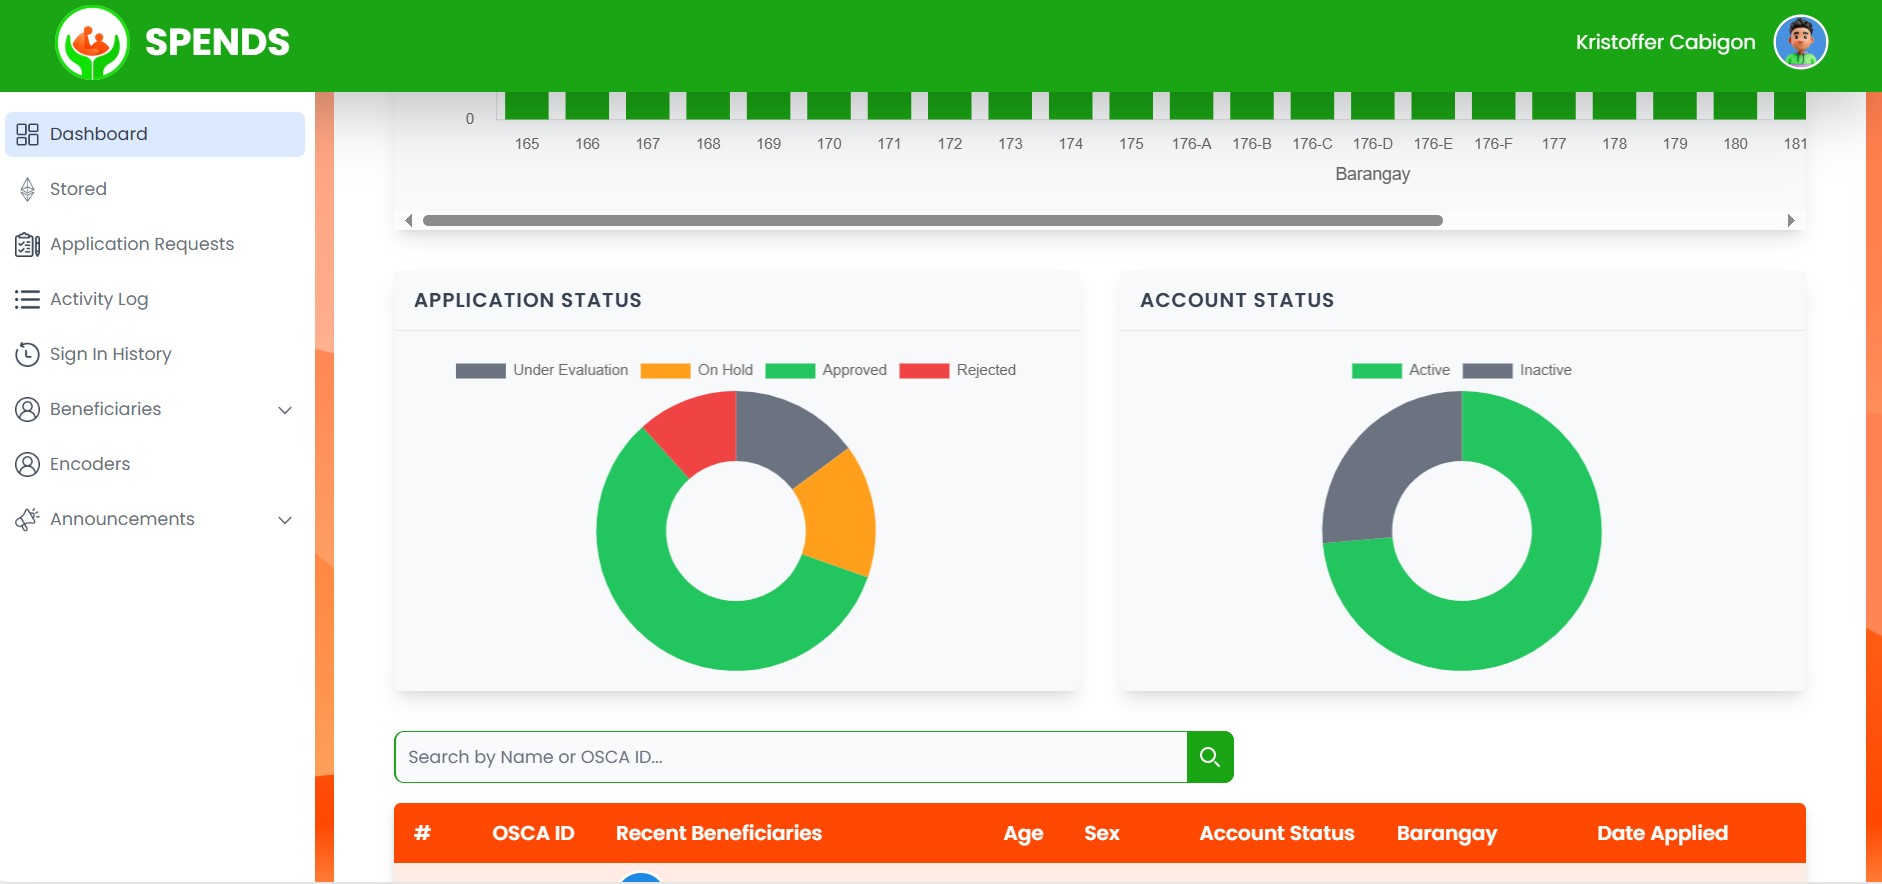 SPENDS
Kristoffer Cabigon
Dashboard
Stored
Application Requests
Activity Log
Sign In History
Beneficiaries
Encoders
Announcements
0
165 166 167 168 169 170 171 172 173 174 175 176-A 176-B 176-C 176-D 176-E 176-F 177 178 179 180 181
Barangay
APPLICATION STATUS
Under Evaluation On Hold Approved Rejected
ACCOUNT STATUS
Active Inactive
Search by Name or OSCA ID...
# OSCA ID Recent Beneficiaries Age Sex Account Status Barangay Date Applied